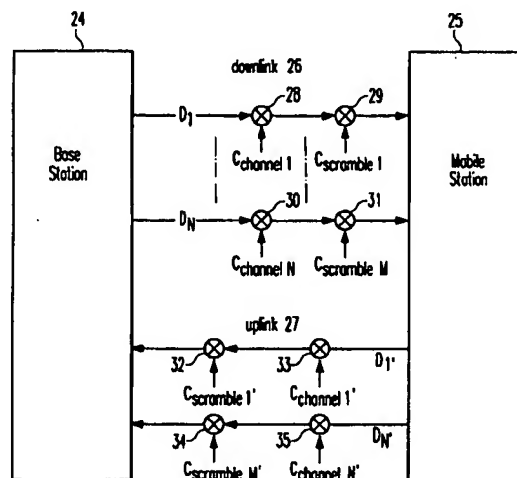 24
25
downlink 26
D1
28
29
Cchannel 1
Cscramble 1
Base
Station
Mobile
Station
DN
30
31
Cchannel N
Cscramble M
uplink 27
32
33
D1'
Cscramble 1'
Cchannel 1'
34
35
DN'
Cscramble M'
Cchannel N'